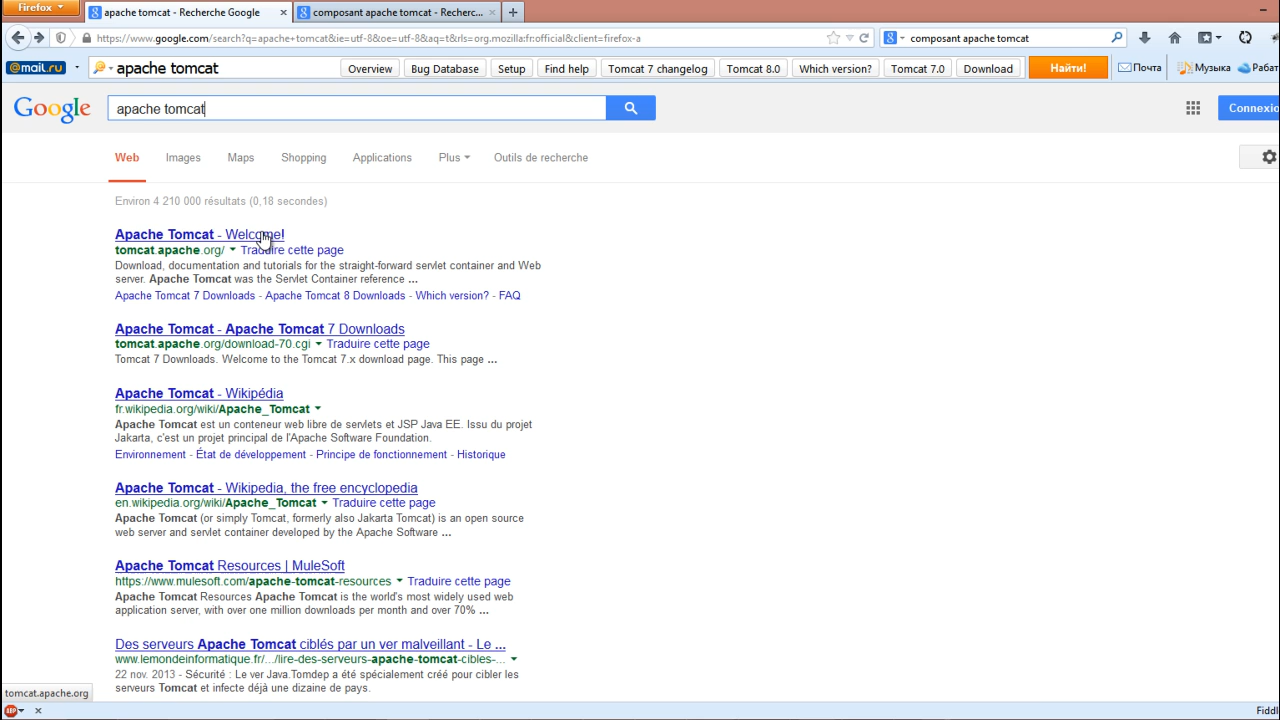 Firefox
apache tomcat - Recherche Google
composant apache tomcat - Recherc...
https://www.google.com/search?q=apache+tomcat&ie=utf-8&oe=utf-8&aq=t&rls=org.mozilla:fr:official&client=firefox-a
composant apache tomcat
@mail.ru
apache tomcat
Overview
Bug Database
Setup
Find help
Tomcat 7 changelog
Tomcat 8.0
Which version?
Tomcat 7.0
Download
Найти!
Почта
Музыка
Google
apache tomcat
Web
Images
Maps
Shopping
Applications
Plus
Outils de recherche
Environ 4 210 000 résultats (0,18 secondes)
Apache Tomcat - Welcome!
tomcat.apache.org/ Traduire cette page
Download, documentation and tutorials for the straight-forward servlet container and Web
server. Apache Tomcat was the Servlet Container reference ...
Apache Tomcat 7 Downloads - Apache Tomcat 8 Downloads - Which version? - FAQ
Apache Tomcat - Apache Tomcat 7 Downloads
tomcat.apache.org/download-70.cgi Traduire cette page
Tomcat 7 Downloads. Welcome to the Tomcat 7.x download page. This page ...
Apache Tomcat - Wikipédia
fr.wikipedia.org/wiki/Apache_Tomcat
Apache Tomcat est un conteneur web libre de servlets et JSP Java EE. Issu du projet
Jakarta, c'est un projet principal de l'Apache Software Foundation.
Environnement - État de développement - Principe de fonctionnement - Historique
Apache Tomcat - Wikipedia, the free encyclopedia
en.wikipedia.org/wiki/Apache_Tomcat Traduire cette page
Apache Tomcat (or simply Tomcat, formerly also Jakarta Tomcat) is an open source
web server and servlet container developed by the Apache Software ...
Apache Tomcat Resources | MuleSoft
https://www.mulesoft.com/apache-tomcat-resources Traduire cette page
Apache Tomcat Resources Apache Tomcat is the world's most widely used web
application server, with over one million downloads per month and over 70% ...
Des serveurs Apache Tomcat ciblés par un ver malveillant - Le ...
www.lemondeinformatique.fr/.../lire-des-serveurs-apache-tomcat-cibles-...
22 nov. 2013 - Sécurité : Le ver Java.Tomdep a été spécialement créé pour cibler les
serveurs Tomcat et infecte déjà une dizaine de pays.
tomcat.apache.org
ABP